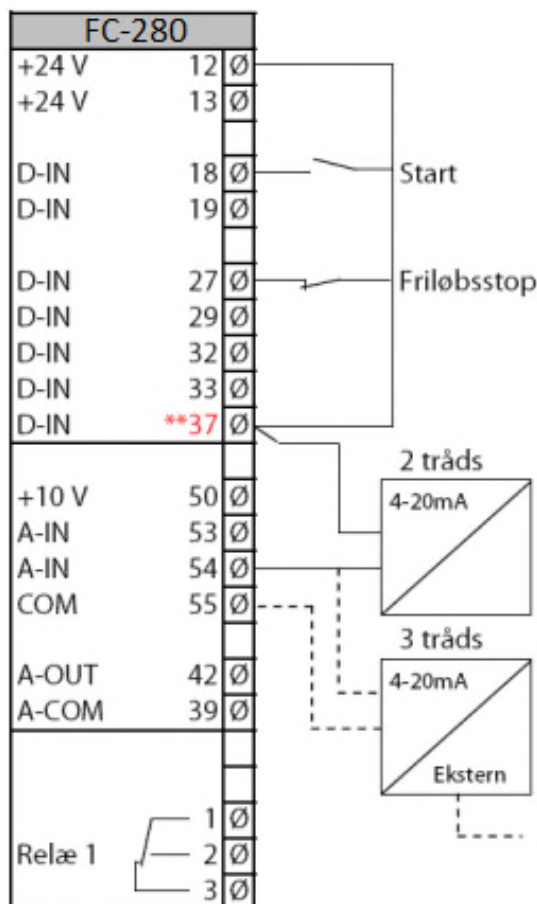 FC-280
+24 V 12 Ø
+24 V 13 Ø
D-IN 18 Ø Start
D-IN 19 Ø
D-IN 27 Ø Friløbsstop
D-IN 29 Ø
D-IN 32 Ø
D-IN 33 Ø
D-IN **37 Ø
2 tråds
+10 V 50 Ø 4-20mA
A-IN 53 Ø
A-IN 54 Ø
COM 55 Ø
3 tråds
A-OUT 42 Ø 4-20mA
A-COM 39 Ø
Ekstern
1 Ø
Relæ 1 2 Ø
3 Ø